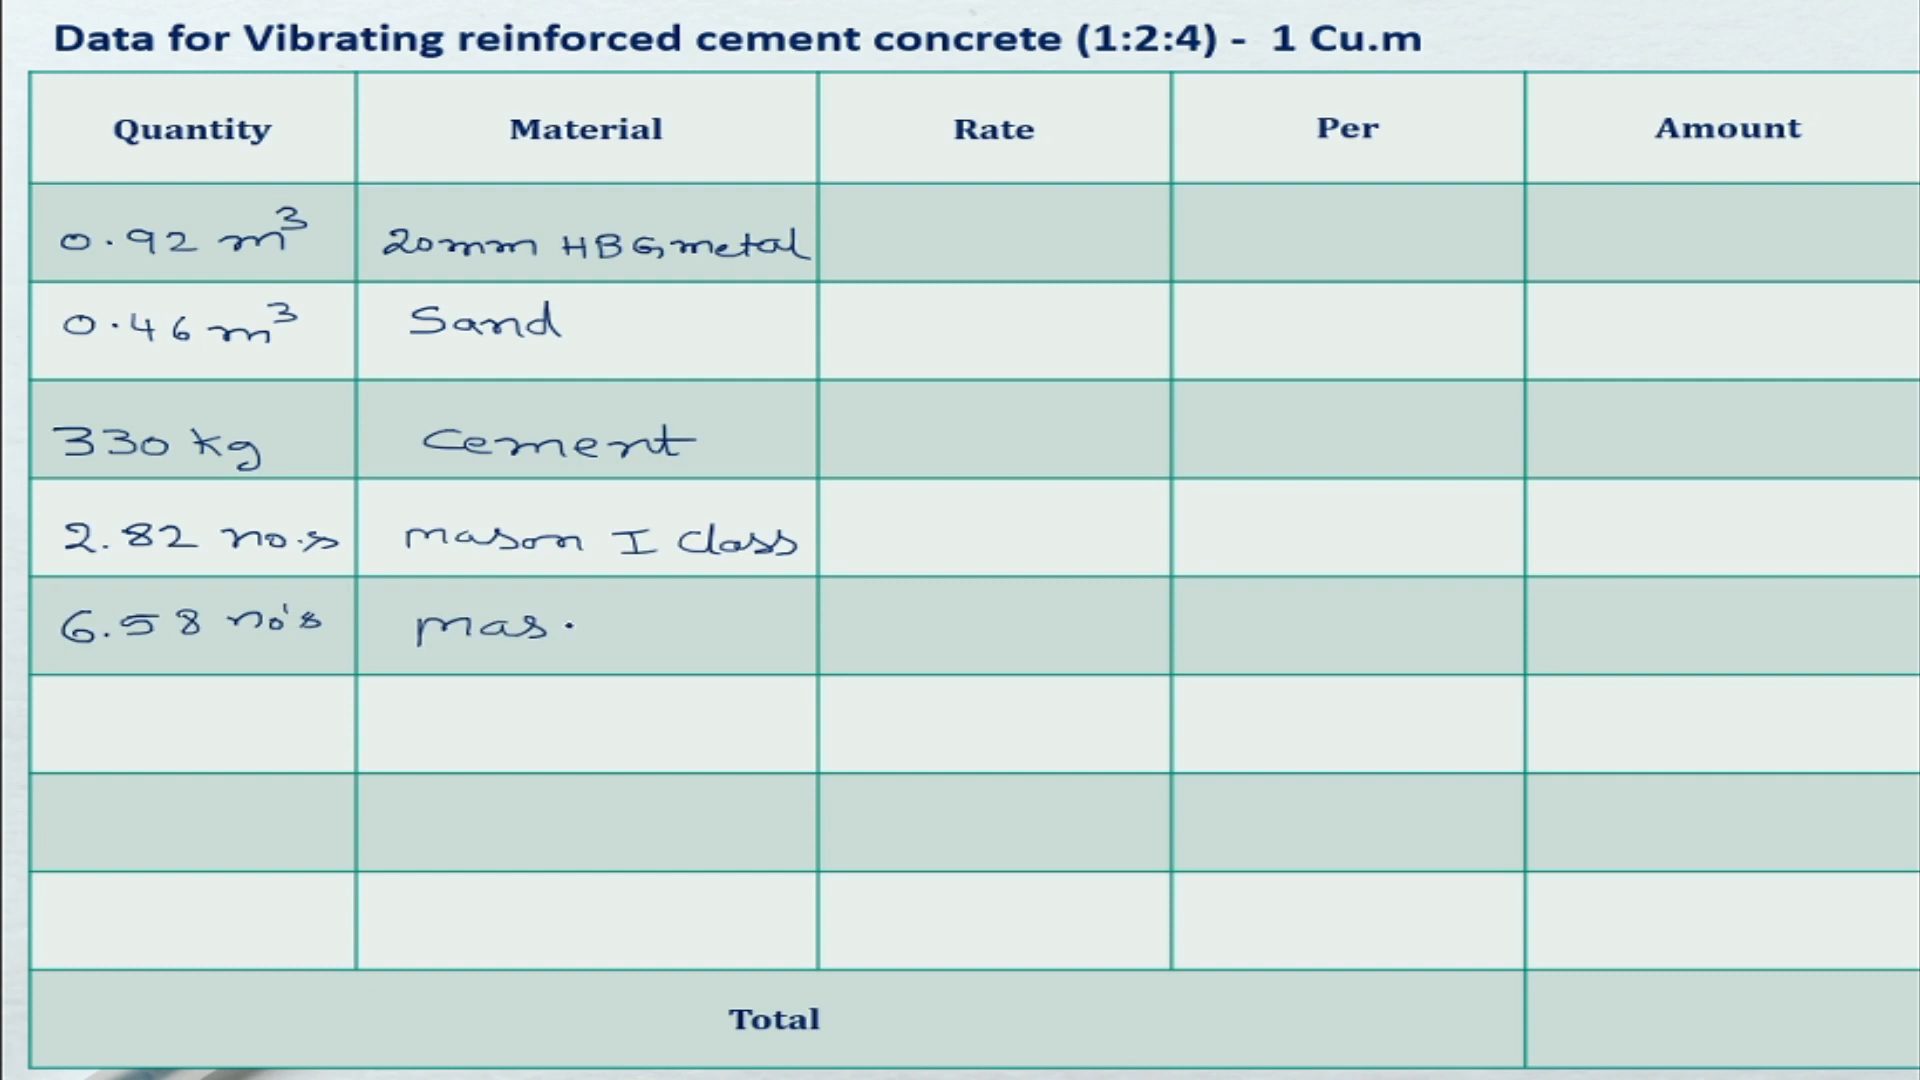 Data for Vibrating reinforced cement concrete (1:2:4) - 1 Cu.m
Quantity Material Rate Per Amount
0.92 m³ 20mm HBG metal
0.46 m³ Sand
330 kg Cement
2.82 no.s mason I class
6.58 no's mas.
Total